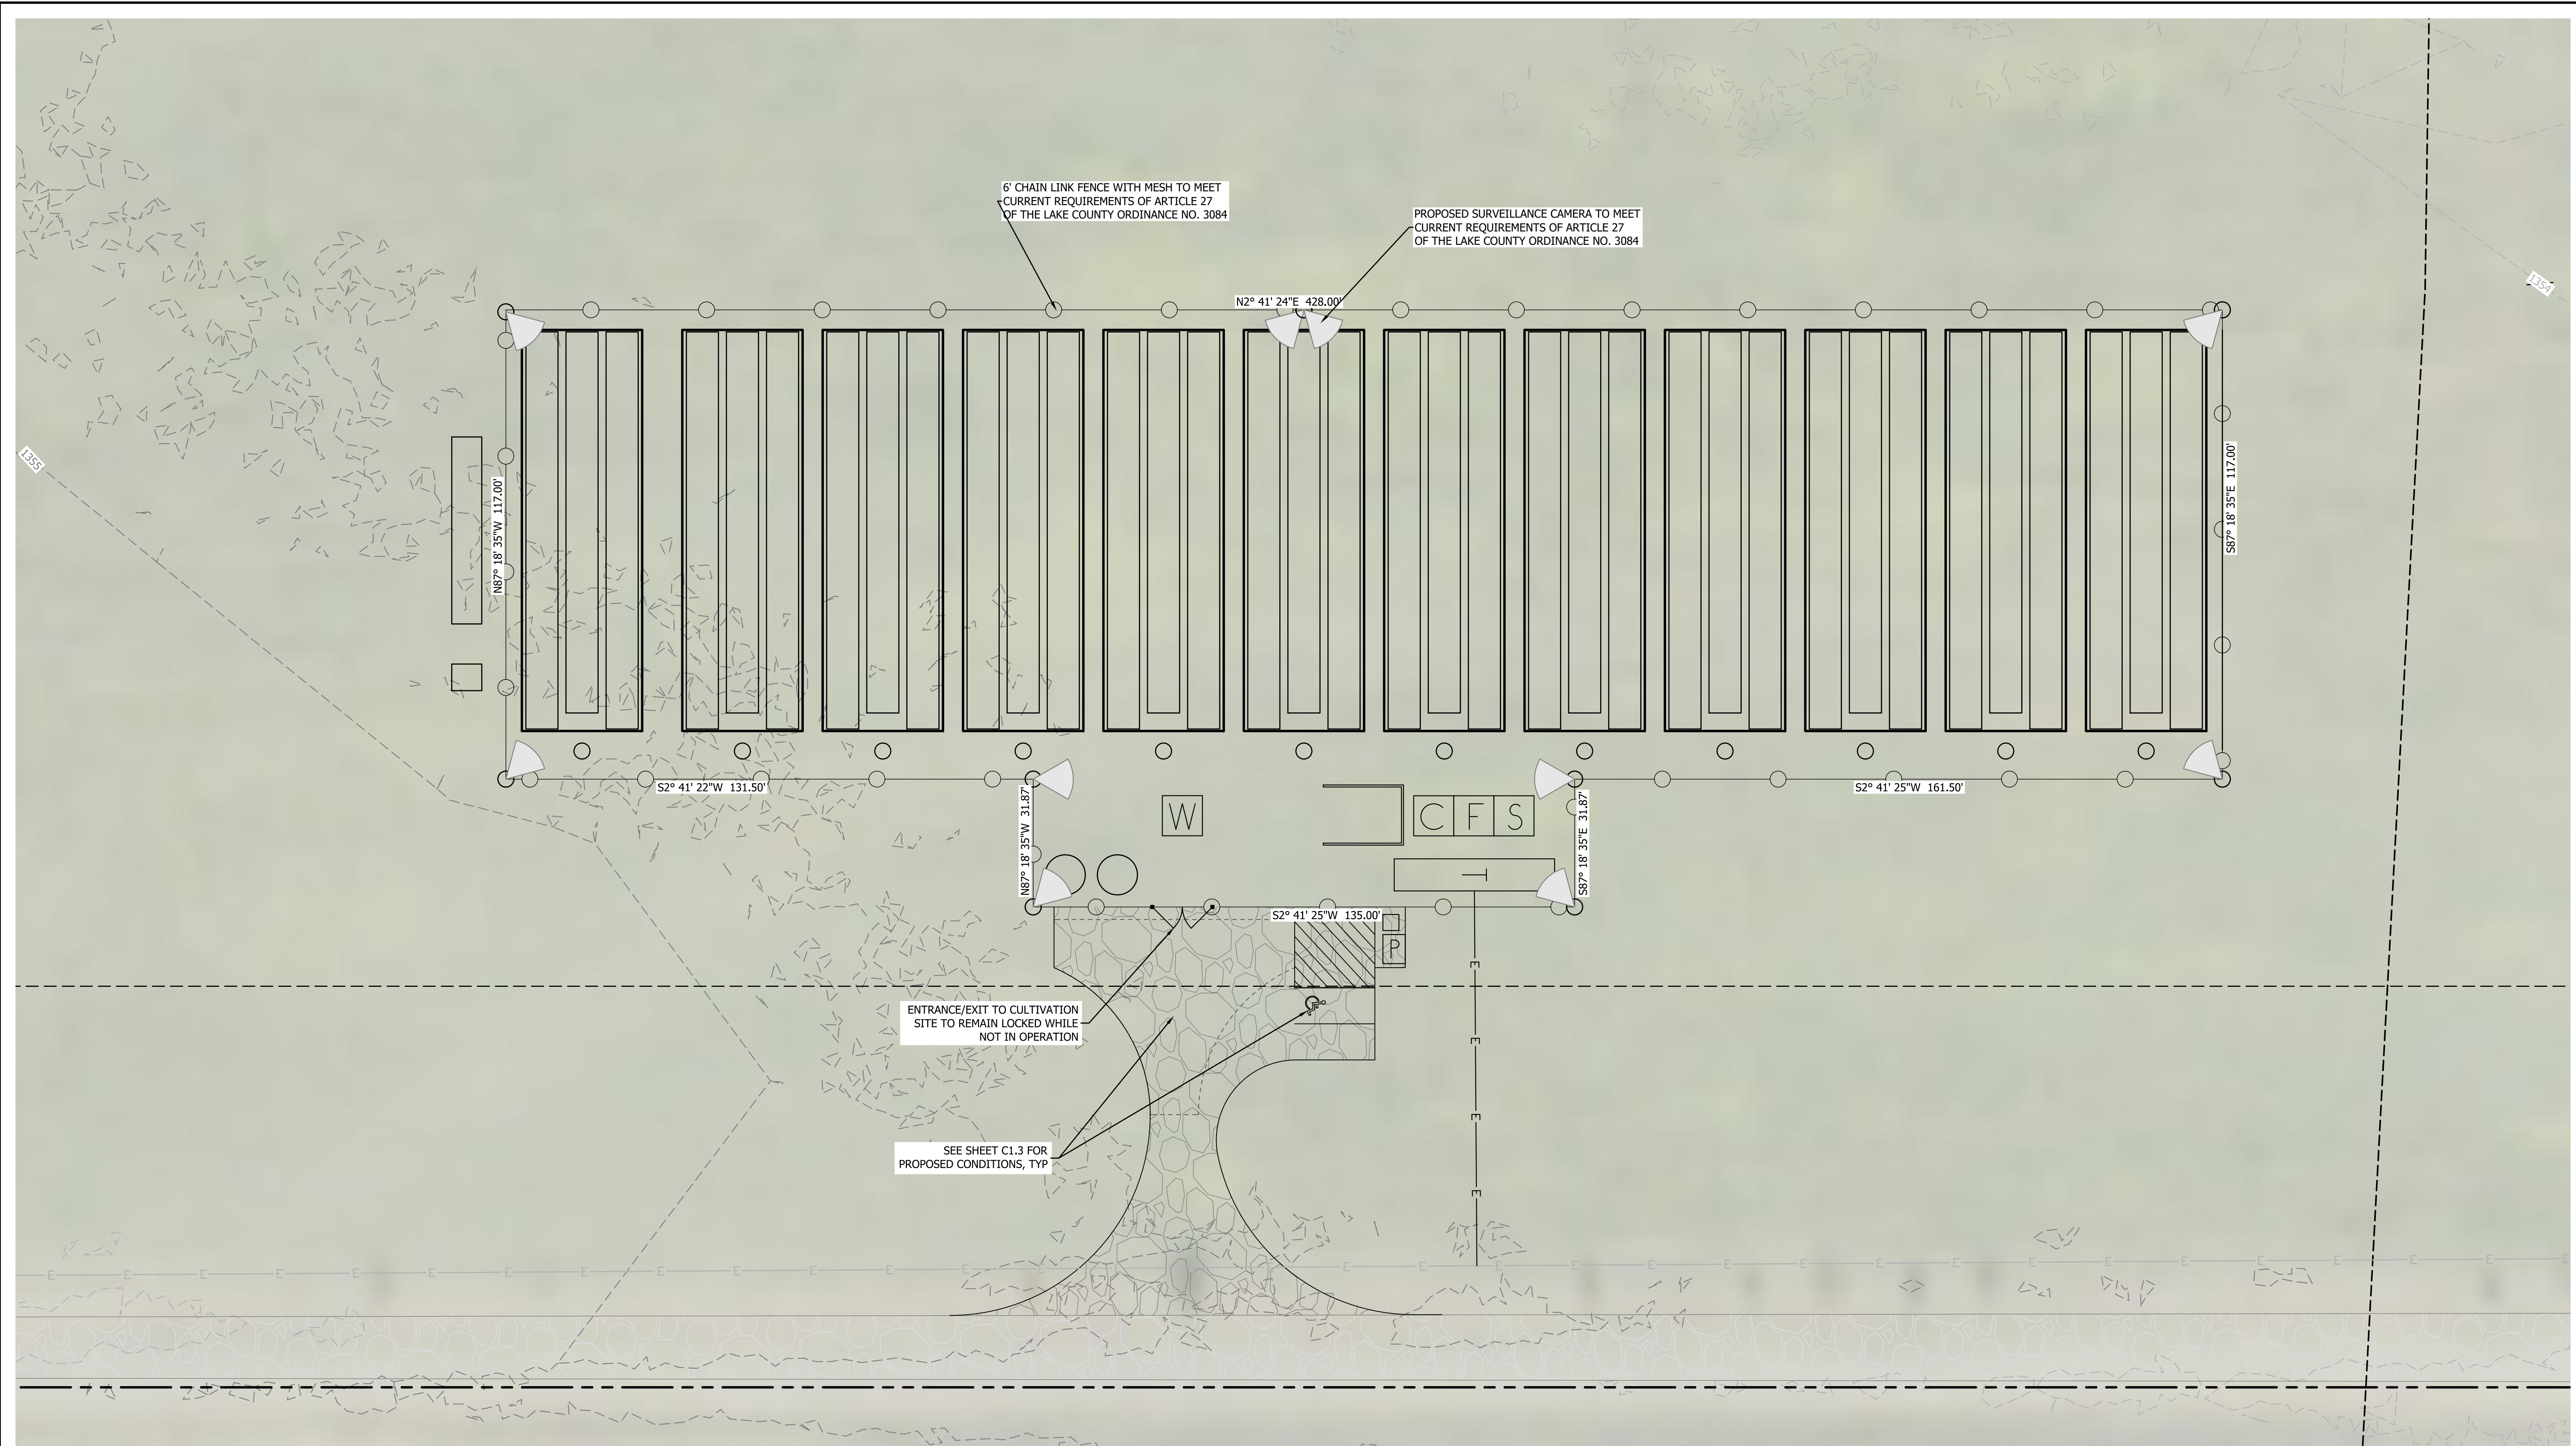 6' CHAIN LINK FENCE WITH MESH TO MEET
CURRENT REQUIREMENTS OF ARTICLE 27
OF THE LAKE COUNTY ORDINANCE NO. 3084
PROPOSED SURVEILLANCE CAMERA TO MEET
CURRENT REQUIREMENTS OF ARTICLE 27
OF THE LAKE COUNTY ORDINANCE NO. 3084
1354
N2° 41' 24"E 428.00'
1355
N87° 18' 35"W 117.00'
S87° 18' 35"E 117.00'
S2° 41' 22"W 131.50'
S2° 41' 25"W 161.50'
N87° 18' 35"W 31.87'
W
C F S
S87° 18' 35"E 31.87'
T
S2° 41' 25"W 135.00'
P
E
E
E
E
ENTRANCE/EXIT TO CULTIVATION
SITE TO REMAIN LOCKED WHILE
NOT IN OPERATION
SEE SHEET C1.3 FOR
PROPOSED CONDITIONS, TYP
E E E E E E E E E E E E E E E E E E E E E E E E E E E E